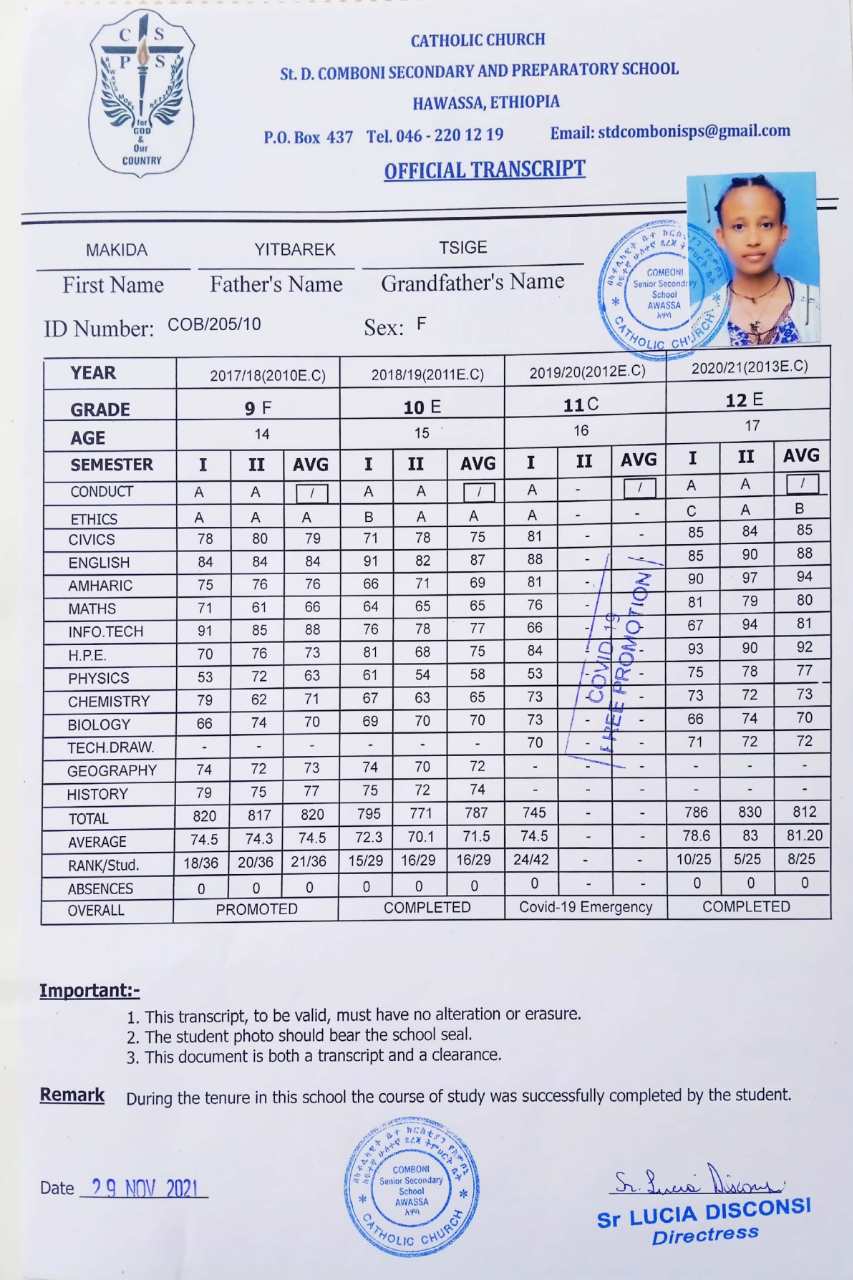 C S
P S
for
GOD
&
Our
COUNTRY
CATHOLIC CHURCH
St. D. COMBONI SECONDARY AND PREPARATORY SCHOOL
HAWASSA, ETHIOPIA
P.O. Box 437 Tel. 046 - 220 12 19 Email: stdcombonisps@gmail.com
OFFICIAL TRANSCRIPT
MAKIDA YITBAREK TSIGE
First Name Father's Name Grandfather's Name
ID Number: COB/205/10 Sex: F
COMBONI
Senior Secondary
School
AWASSA
አዋሳ
* CATHOLIC CHURCH *
YEAR 2017/18(2010E.C) 2018/19(2011E.C) 2019/20(2012E.C) 2020/21(2013E.C)
GRADE 9 F 10 E 11 C 12 E
AGE 14 15 16 17
SEMESTER I II AVG I II AVG I II AVG I II AVG
CONDUCT A A / A A / A - / A A /
ETHICS A A A B A A A - - C A B
CIVICS 78 80 79 71 78 75 81 - - 85 84 85
ENGLISH 84 84 84 91 82 87 88 - - 85 90 88
AMHARIC 75 76 76 66 71 69 81 - 90 97 94
MATHS 71 61 66 64 65 65 76 - 81 79 80
INFO.TECH 91 85 88 76 78 77 66 - - 67 94 81
H.P.E. 70 76 73 81 68 75 84 - - 93 90 92
PHYSICS 53 72 63 61 54 58 53 - - 75 78 77
CHEMISTRY 79 62 71 67 63 65 73 - - 73 72 73
BIOLOGY 66 74 70 69 70 70 73 - - 66 74 70
TECH.DRAW. - - - - - - 70 - - 71 72 72
GEOGRAPHY 74 72 73 74 70 72 - - - - - -
HISTORY 79 75 77 75 72 74 - - - - - -
TOTAL 820 817 820 795 771 787 745 - - 786 830 812
AVERAGE 74.5 74.3 74.5 72.3 70.1 71.5 74.5 - - 78.6 83 81.20
RANK/Stud. 18/36 20/36 21/36 15/29 16/29 16/29 24/42 - - 10/25 5/25 8/25
ABSENCES 0 0 0 0 0 0 0 - - 0 0 0
OVERALL PROMOTED COMPLETED Covid-19 Emergency COMPLETED
COVID 19
FREE PROMOTION
Important:-
1. This transcript, to be valid, must have no alteration or erasure.
2. The student photo should bear the school seal.
3. This document is both a transcript and a clearance.
Remark During the tenure in this school the course of study was successfully completed by the student.
COMBONI
Senior Secondary
School
AWASSA
አዋሳ
* CATHOLIC CHURCH *
Date 29 NOV 2021
Sr. Lucia Disconsi
Sr LUCIA DISCONSI
Directress